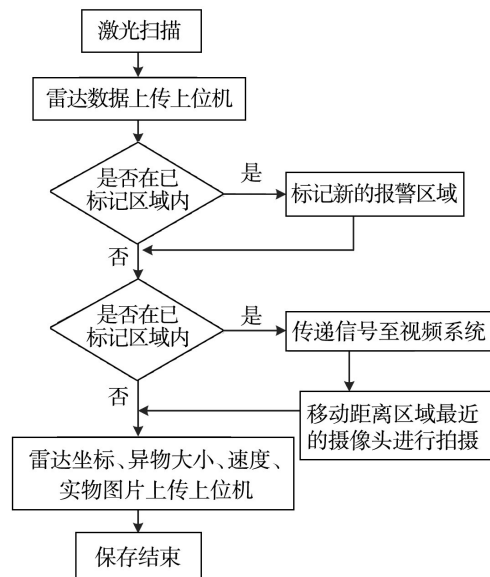 激光扫描
雷达数据上传上位机
是否在已
标记区域内
是
标记新的报警区域
否
是否在已
标记区域内
是
传递信号至视频系统
否
移动距离区域最近
的摄像头进行拍摄
雷达坐标、异物大小、速度、
实物图片上传上位机
保存结束